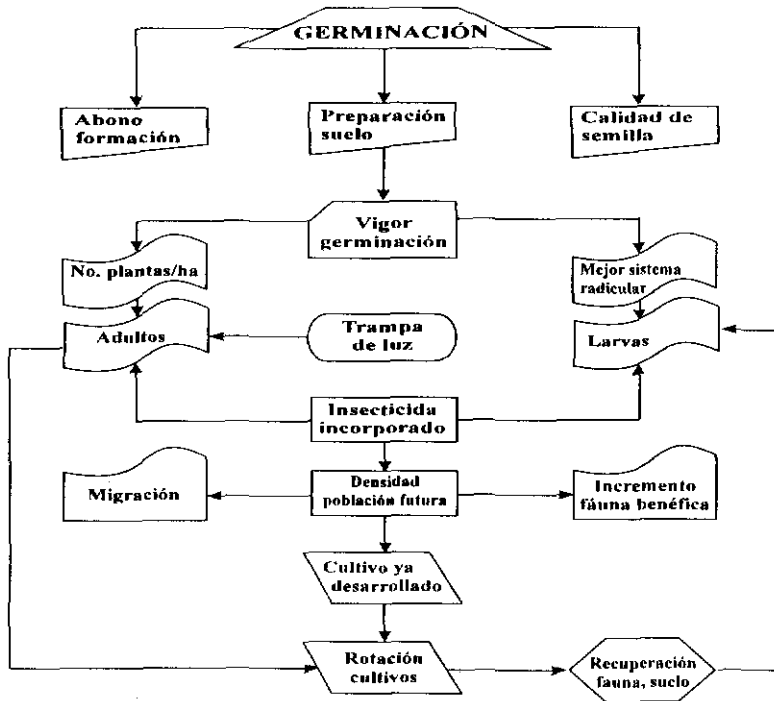 GERMINACIÓN
Abono
formación
Preparación
suelo
Calidad de
semilla
Vigor
germinación
No. plantas/ha
Mejor sistema
radicular
Adultos
Trampa
de luz
Larvas
Insecticida
incorporado
Migración
Densidad
población futura
Incremento
fáuna benéfica
Cultivo ya
desarrollado
Rotación
cultivos
Recuperación
fauna, suelo